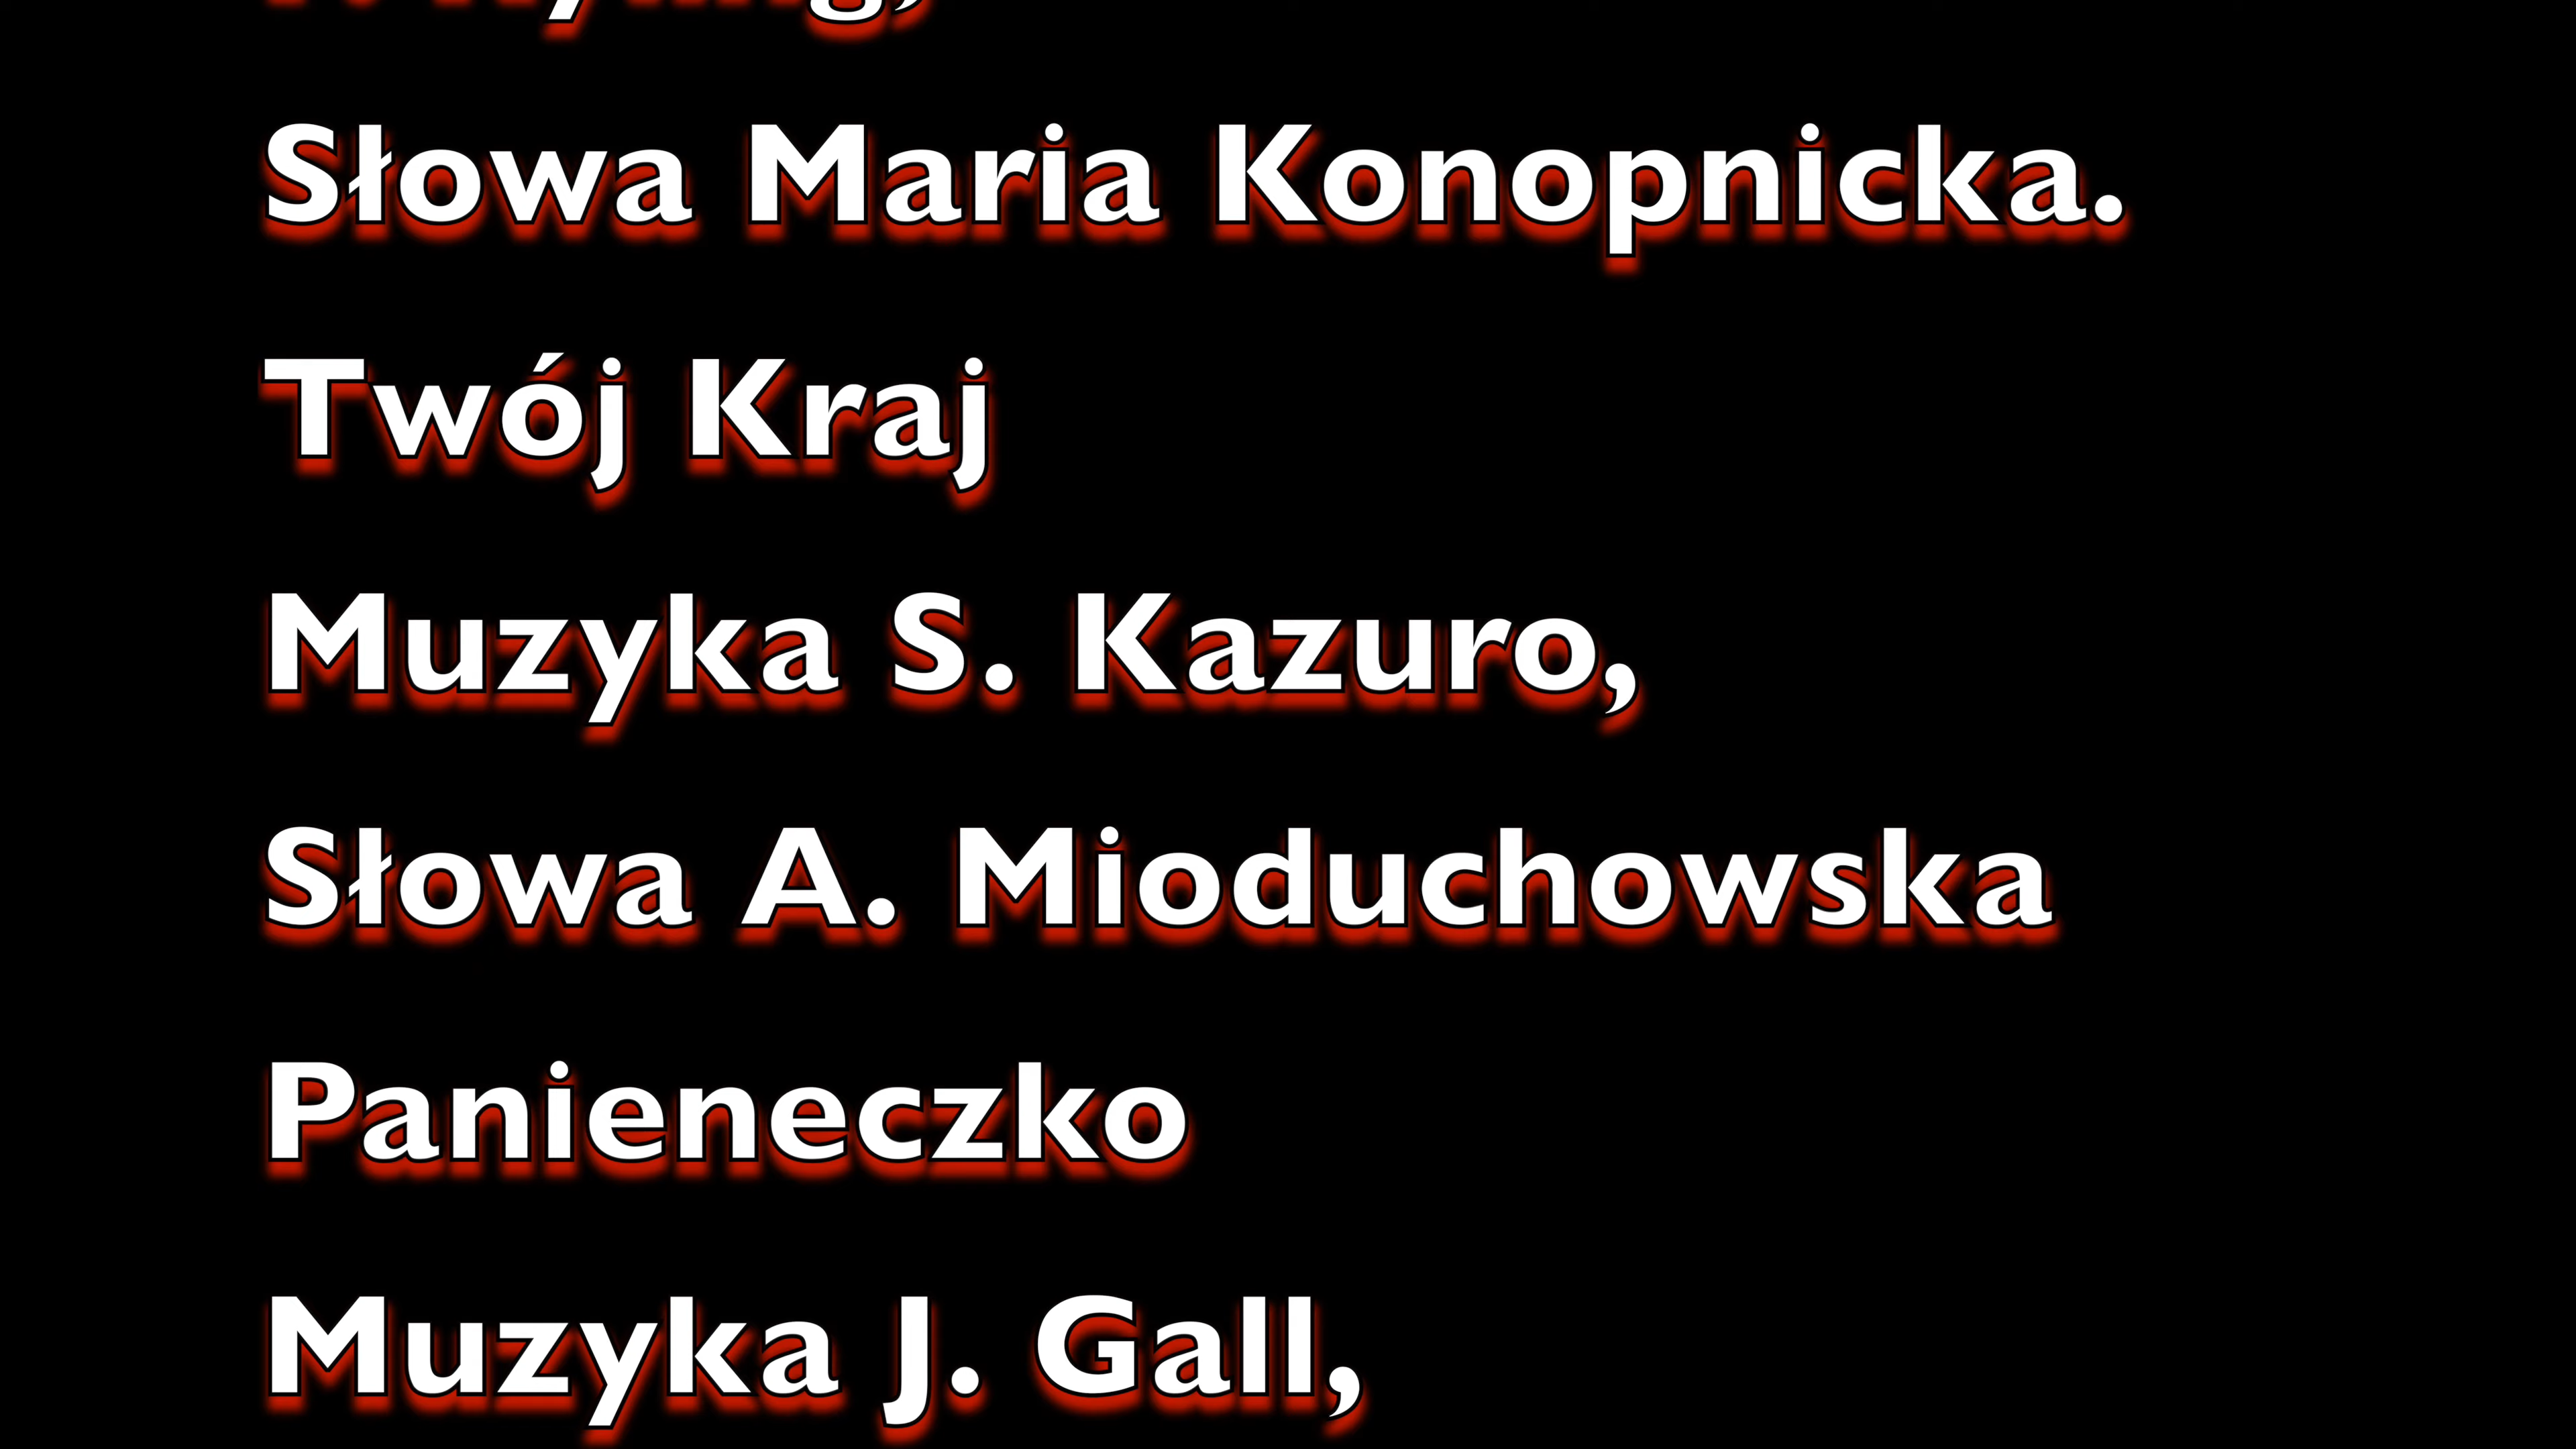 Słowa Maria Konopnicka.
Twój Kraj
Muzyka S. Kazuro,
Słowa A. Mioduchowska
Panieneczko
Muzyka J. Gall,